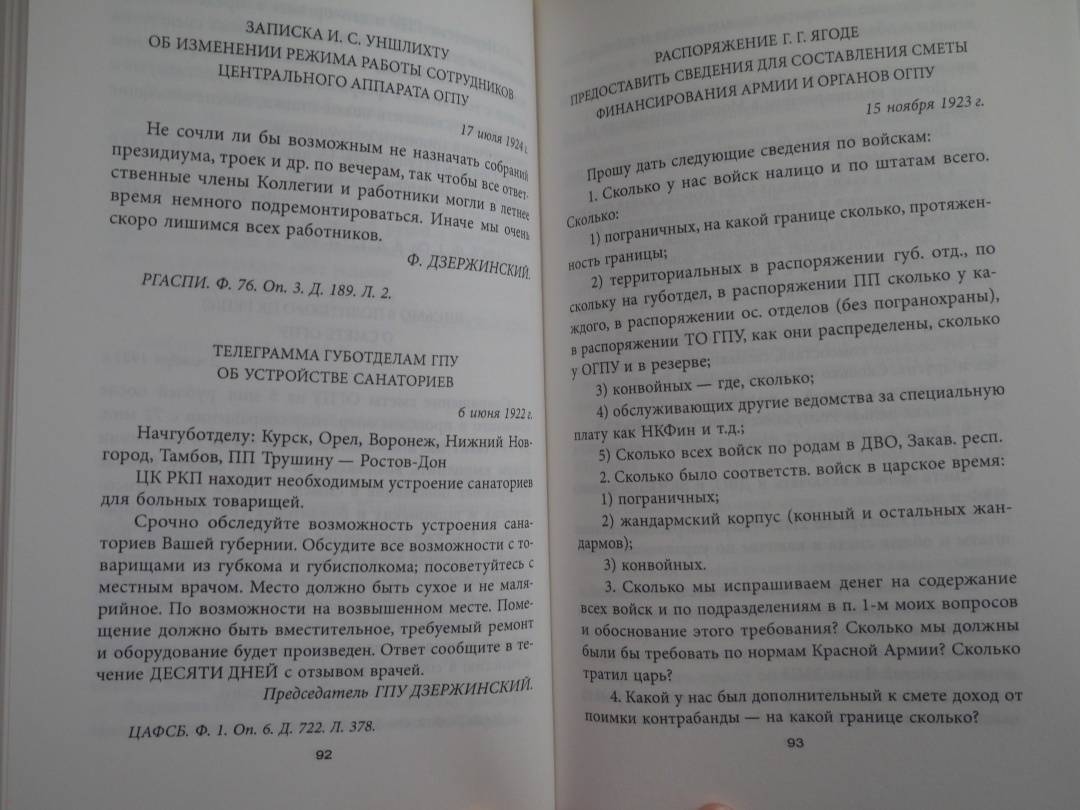 ЗАПИСКА И. С. УНШЛИХТУ
ОБ ИЗМЕНЕНИИ РЕЖИМА РАБОТЫ СОТРУДНИКОВ
ЦЕНТРАЛЬНОГО АППАРАТА ОГПУ
17 июля 1924 г.
Не сочли ли бы возможным не назначать собраний
президиума, троек и др. по вечерам, так чтобы все ответ-
ственные члены Коллегии и работники могли в летнее
время немного подремонтироваться. Иначе мы очень
скоро лишимся всех работников.
Ф. ДЗЕРЖИНСКИЙ.
РГАСПИ. Ф. 76. Оп. 3. Д. 189. Л. 2.
ТЕЛЕГРАММА ГУБОТДЕЛАМ ГПУ
ОБ УСТРОЙСТВЕ САНАТОРИЕВ
6 июня 1922 г.
Начгуботделу: Курск, Орел, Воронеж, Нижний Нов-
город, Тамбов, ПП Трушину — Ростов-Дон
ЦК РКП находит необходимым устроение санаториев
для больных товарищей.
Срочно обследуйте возможность устроения сана-
ториев Вашей губернии. Обсудите все возможности с то-
варищами из губкома и губисполкома; посоветуйтесь с
местным врачом. Место должно быть сухое и не маля-
рийное. По возможности на возвышенном месте. Поме-
щение должно быть вместительное, требуемый ремонт
и оборудование будет произведен. Ответ сообщите в те-
чение ДЕСЯТИ ДНЕЙ с отзывом врачей.
Председатель ГПУ ДЗЕРЖИНСКИЙ.
ЦАФСБ. Ф. 1. Оп. 6. Д. 722. Л. 378.
92
РАСПОРЯЖЕНИЕ Г. Г. ЯГОДЕ
ПРЕДОСТАВИТЬ СВЕДЕНИЯ ДЛЯ СОСТАВЛЕНИЯ СМЕТЫ
ФИНАНСИРОВАНИЯ АРМИИ И ОРГАНОВ ОГПУ
15 ноября 1923 г.
Прошу дать следующие сведения по войскам:
1. Сколько у нас войск налицо и по штатам всего.
Сколько:
1) пограничных, на какой границе сколько, протяжен-
ность границы;
2) территориальных в распоряжении губ. отд., по
скольку на губотдел, в распоряжении ПП сколько у ка-
ждого, в распоряжении ос. отделов (без погранохраны),
в распоряжении ТО ГПУ, как они распределены, сколько
у ОГПУ и в резерве;
3) конвойных — где, сколько;
4) обслуживающих другие ведомства за специальную
плату как НКФин и т.д.;
5) Сколько всех войск по родам в ДВО, Закав. респ.
2. Сколько было соответств. войск в царское время:
1) пограничных;
2) жандармский корпус (конный и остальных жан-
дармов);
3) конвойных.
3. Сколько мы испрашиваем денег на содержание
всех войск и по подразделениям в п. 1-м моих вопросов
и обоснование этого требования? Сколько мы должны
были бы требовать по нормам Красной Армии? Сколько
тратил царь?
4. Какой у нас был дополнительный к смете доход от
поимки контрабанды — на какой границе сколько?
93